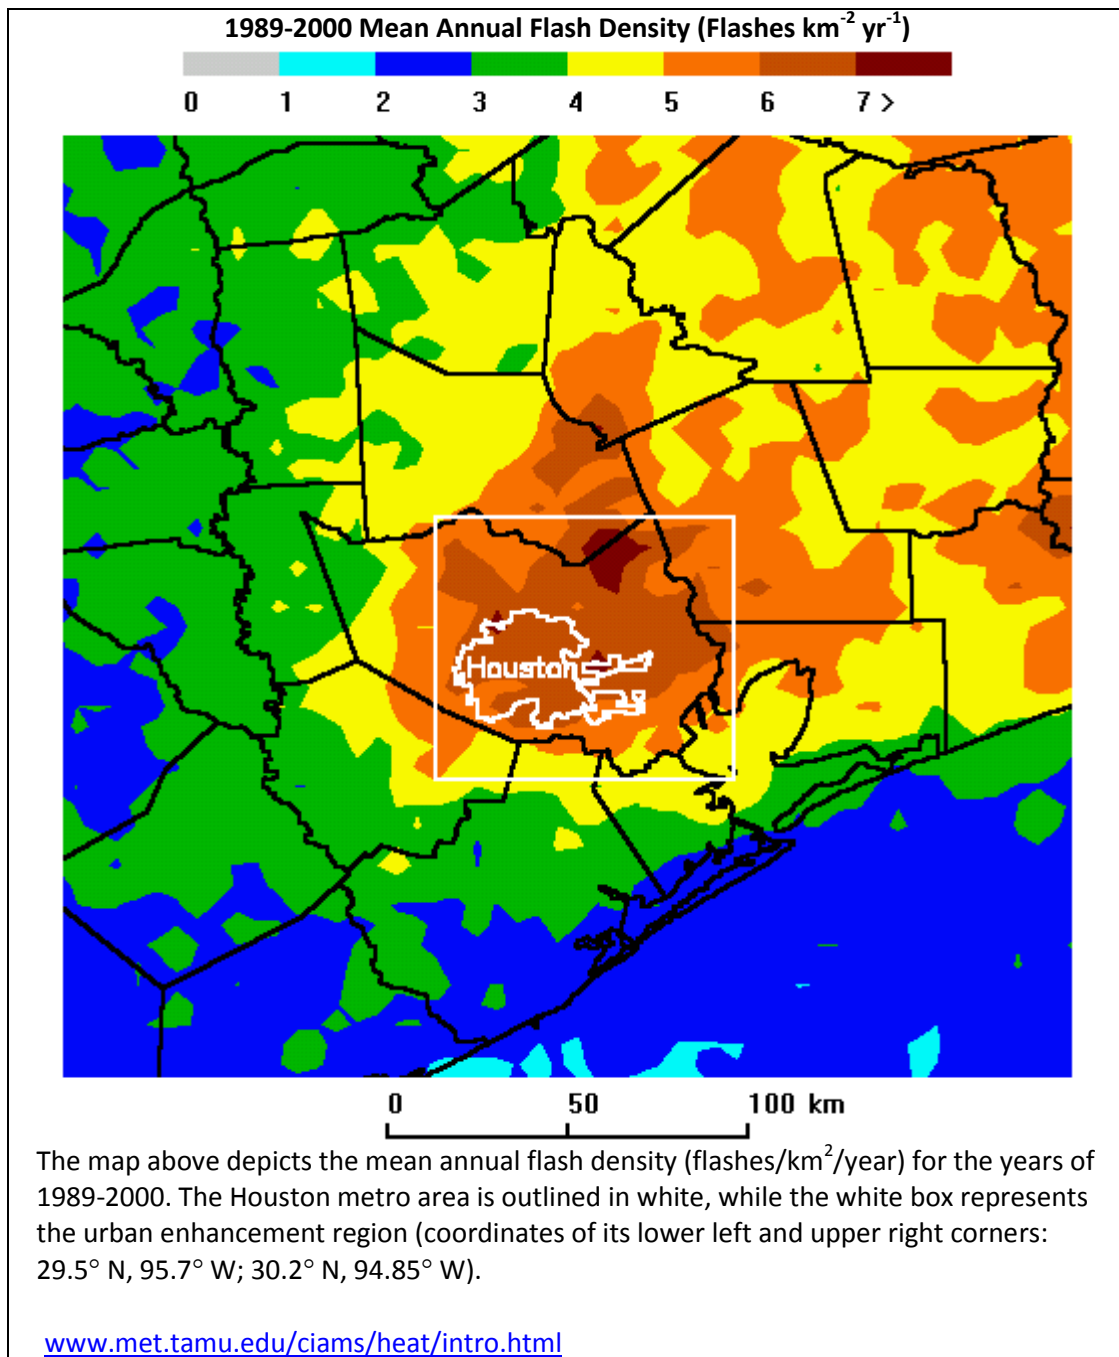 1989-2000 Mean Annual Flash Density (Flashes km⁻² yr⁻¹)
0 1 2 3 4 5 6 7 >
Houston
0 50 100 km
The map above depicts the mean annual flash density (flashes/km²/year) for the years of
1989-2000. The Houston metro area is outlined in white, while the white box represents
the urban enhancement region (coordinates of its lower left and upper right corners:
29.5° N, 95.7° W; 30.2° N, 94.85° W).
www.met.tamu.edu/ciams/heat/intro.html